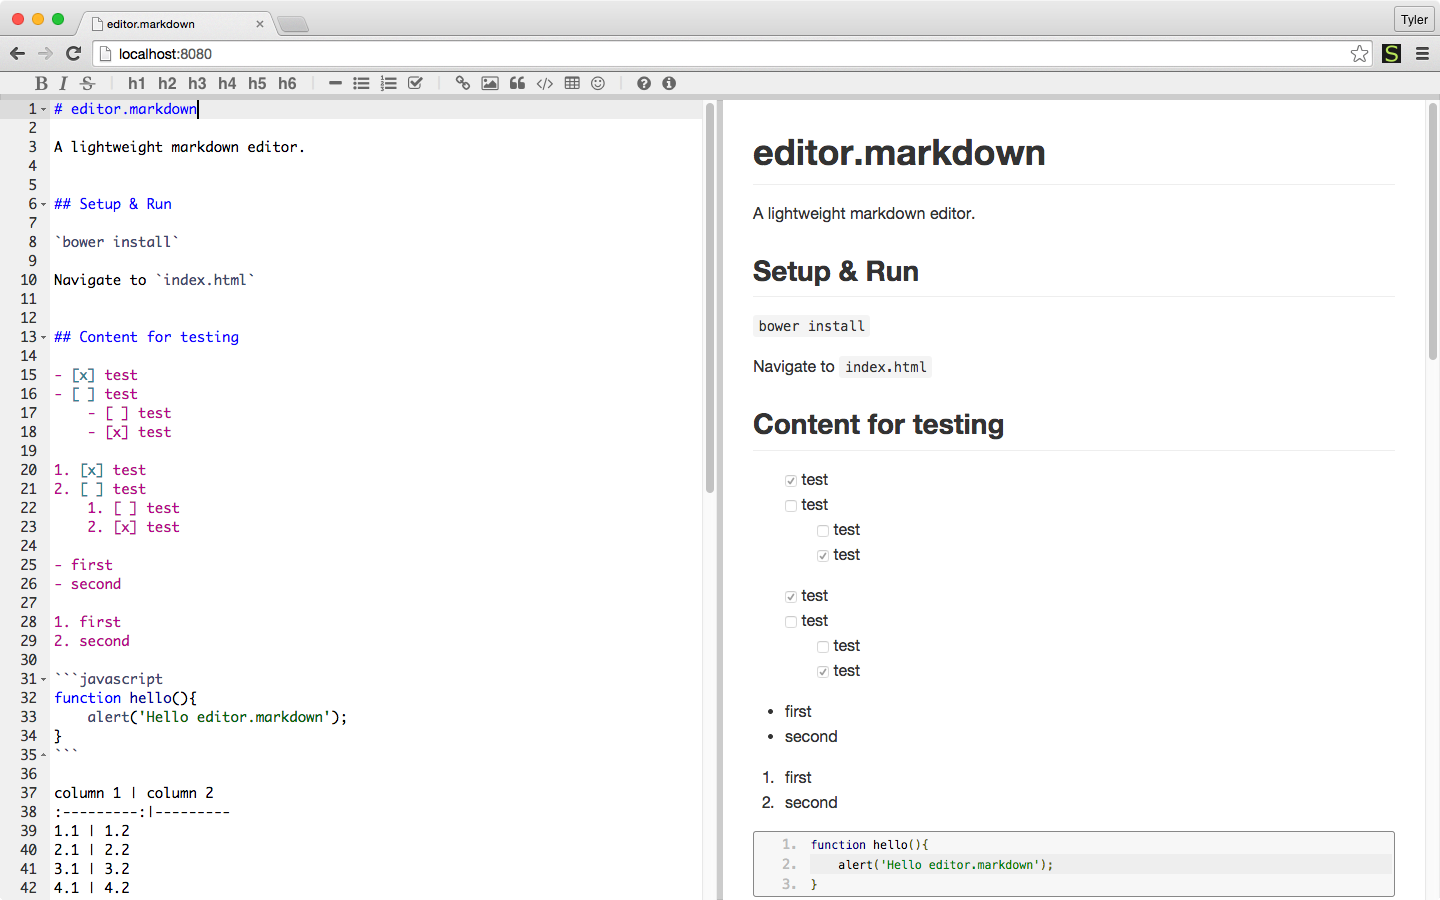 editor.markdown
Tyler
localhost:8080
B I S h1 h2 h3 h4 h5 h6
1 # editor.markdown
2
3 A lightweight markdown editor.
4
5
6 ## Setup & Run
7
8 `bower install`
9
10 Navigate to `index.html`
11
12
13 ## Content for testing
14
15 - [x] test
16 - [ ] test
17     - [ ] test
18     - [x] test
19
20 1. [x] test
21 2. [ ] test
22     1. [ ] test
23     2. [x] test
24
25 - first
26 - second
27
28 1. first
29 2. second
30
31 ```javascript
32 function hello(){
33     alert('Hello editor.markdown');
34 }
35 ```
36
37 column 1 | column 2
38 :---------:|---------
39 1.1 | 1.2
40 2.1 | 2.2
41 3.1 | 3.2
42 4.1 | 4.2
editor.markdown
A lightweight markdown editor.
Setup & Run
bower install
Navigate to index.html
Content for testing
test
test
test
test
test
test
test
test
• first
• second
1. first
2. second
1. function hello(){
2.     alert('Hello editor.markdown');
3. }